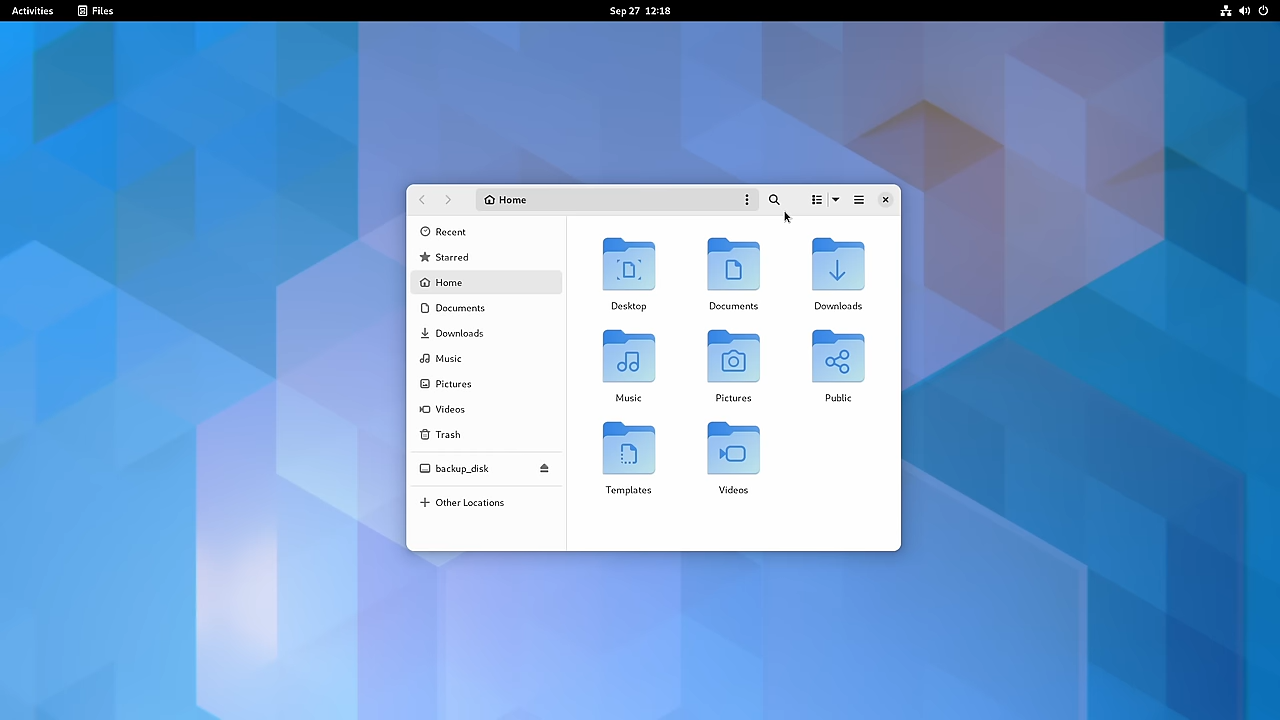 Activities Files Sep 27 12:18
Home
Recent
Starred
Home
Documents
Downloads
Music
Pictures
Videos
Trash
backup_disk
Other Locations
Desktop Documents Downloads
Music Pictures Public
Templates Videos